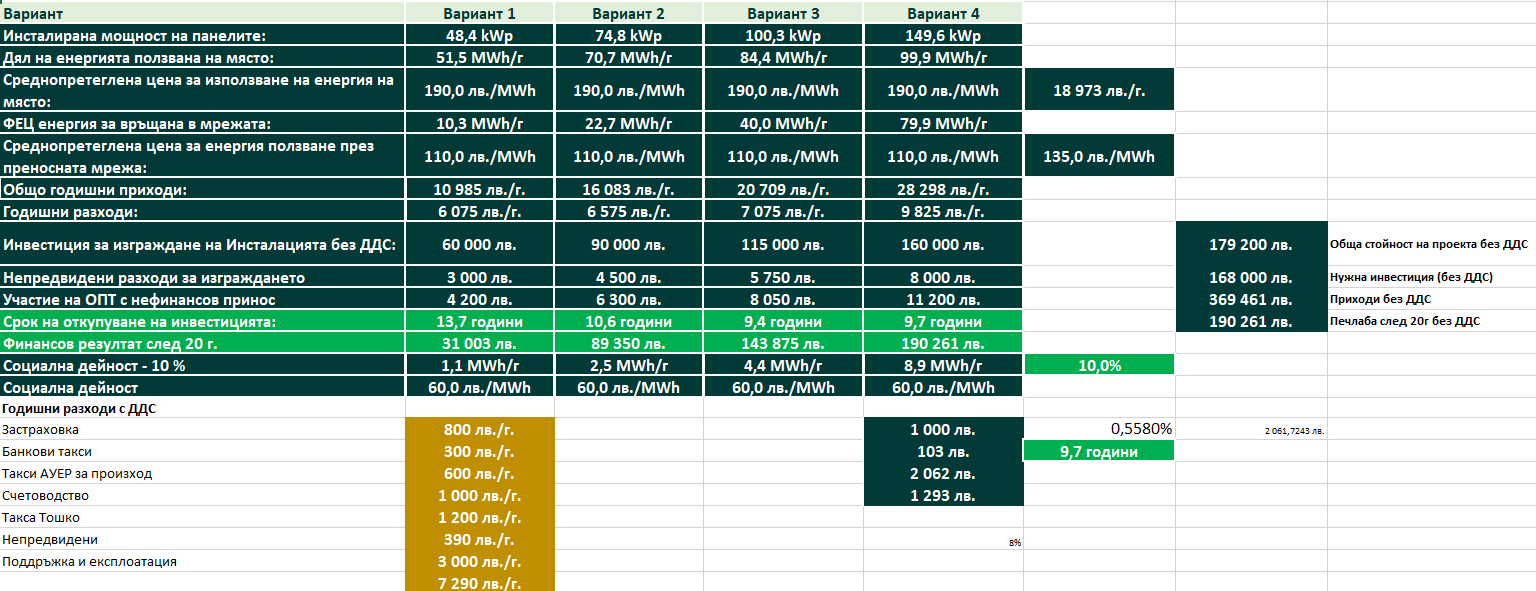 Вариант Вариант 1 Вариант 2 Вариант 3 Вариант 4
Инсталирана мощност на панелите: 48,4 kWp 74,8 kWp 100,3 kWp 149,6 kWp
Дял на енергията ползвана на място: 51,5 MWh/г 70,7 MWh/г 84,4 MWh/г 99,9 MWh/г
Среднопретеглена цена за използване на енергия на
място: 190,0 лв./MWh 190,0 лв./MWh 190,0 лв./MWh 190,0 лв./MWh 18 973 лв./г.
ФЕЦ енергия за връщана в мрежата: 10,3 MWh/г 22,7 MWh/г 40,0 MWh/г 79,9 MWh/г
Среднопретеглена цена за енергия ползване през
преносната мрежа: 110,0 лв./MWh 110,0 лв./MWh 110,0 лв./MWh 110,0 лв./MWh 135,0 лв./MWh
Общо годишни приходи: 10 985 лв./г. 16 083 лв./г. 20 709 лв./г. 28 298 лв./г.
Годишни разходи: 6 075 лв./г. 6 575 лв./г. 7 075 лв./г. 9 825 лв./г.
Инвестиция за изграждане на Инсталацията без ДДС: 60 000 лв. 90 000 лв. 115 000 лв. 160 000 лв. 179 200 лв. Обща стойност на проекта без ДДС
Непредвидени разходи за изграждането 3 000 лв. 4 500 лв. 5 750 лв. 8 000 лв. 168 000 лв. Нужна инвестиция (без ДДС)
Участие на ОПТ с нефинансов принос 4 200 лв. 6 300 лв. 8 050 лв. 11 200 лв. 369 461 лв. Приходи без ДДС
Срок на откупуване на инвестицията: 13,7 години 10,6 години 9,4 години 9,7 години 190 261 лв. Печлаба след 20г без ДДС
Финансов резултат след 20 г. 31 003 лв. 89 350 лв. 143 875 лв. 190 261 лв.
Социална дейност - 10 % 1,1 MWh/г 2,5 MWh/г 4,4 MWh/г 8,9 MWh/г 10,0%
Социална дейност 60,0 лв./MWh 60,0 лв./MWh 60,0 лв./MWh 60,0 лв./MWh
Годишни разходи с ДДС
Застраховка 800 лв./г. 1 000 лв. 0,5580% 2 061,7243 лв.
Банкови такси 300 лв./г. 103 лв. 9,7 години
Такси АУЕР за произход 600 лв./г. 2 062 лв.
Счетоводство 1 000 лв./г. 1 293 лв.
Такса Тошко 1 200 лв./г.
Непредвидени 390 лв./г. 8%
Поддръжка и експлоатация 3 000 лв./г.
7 290 лв./г.